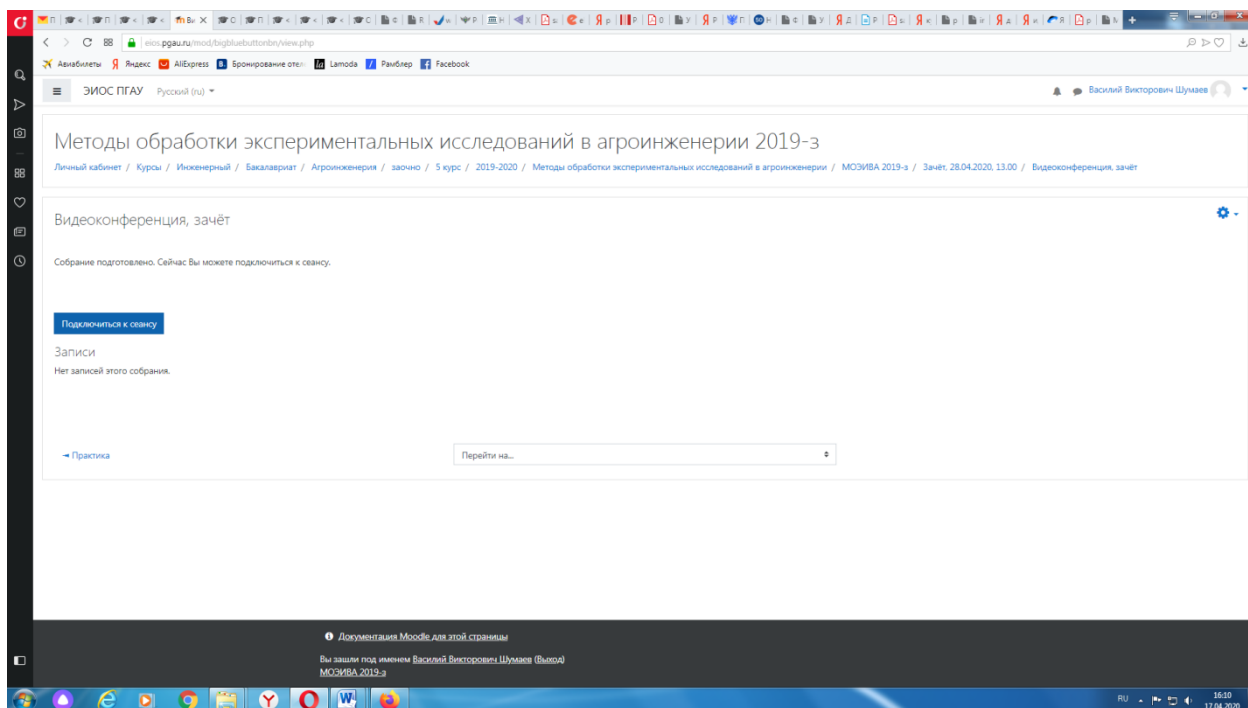 eios.pgau.ru/mod/bigbluebuttonbn/view.php
Авиабилеты Яндекс AliExpress Бронирование отел Lamoda Рамблер Facebook
ЭИОС ПГАУ Русский (ru) Василий Викторович Шумаев
Методы обработки экспериментальных исследований в агроинженерии 2019-з
Личный кабинет / Курсы / Инженерный / Бакалавриат / Агроинженерия / заочно / 5 курс / 2019-2020 / Методы обработки экспериментальных исследований в агроинженерии / МОЭИВА 2019-з / Зачёт, 28.04.2020, 13.00 / Видеоконференция, зачёт
Видеоконференция, зачёт
Собрание подготовлено. Сейчас Вы можете подключиться к сеансу.
Подключиться к сеансу
Записи
Нет записей этого собрания.
◄ Практика Перейти на...
Документация Moodle для этой страницы
Вы зашли под именем Василий Викторович Шумаев (Выход)
МОЭИВА 2019-з
RU 16:10
17.04.2020